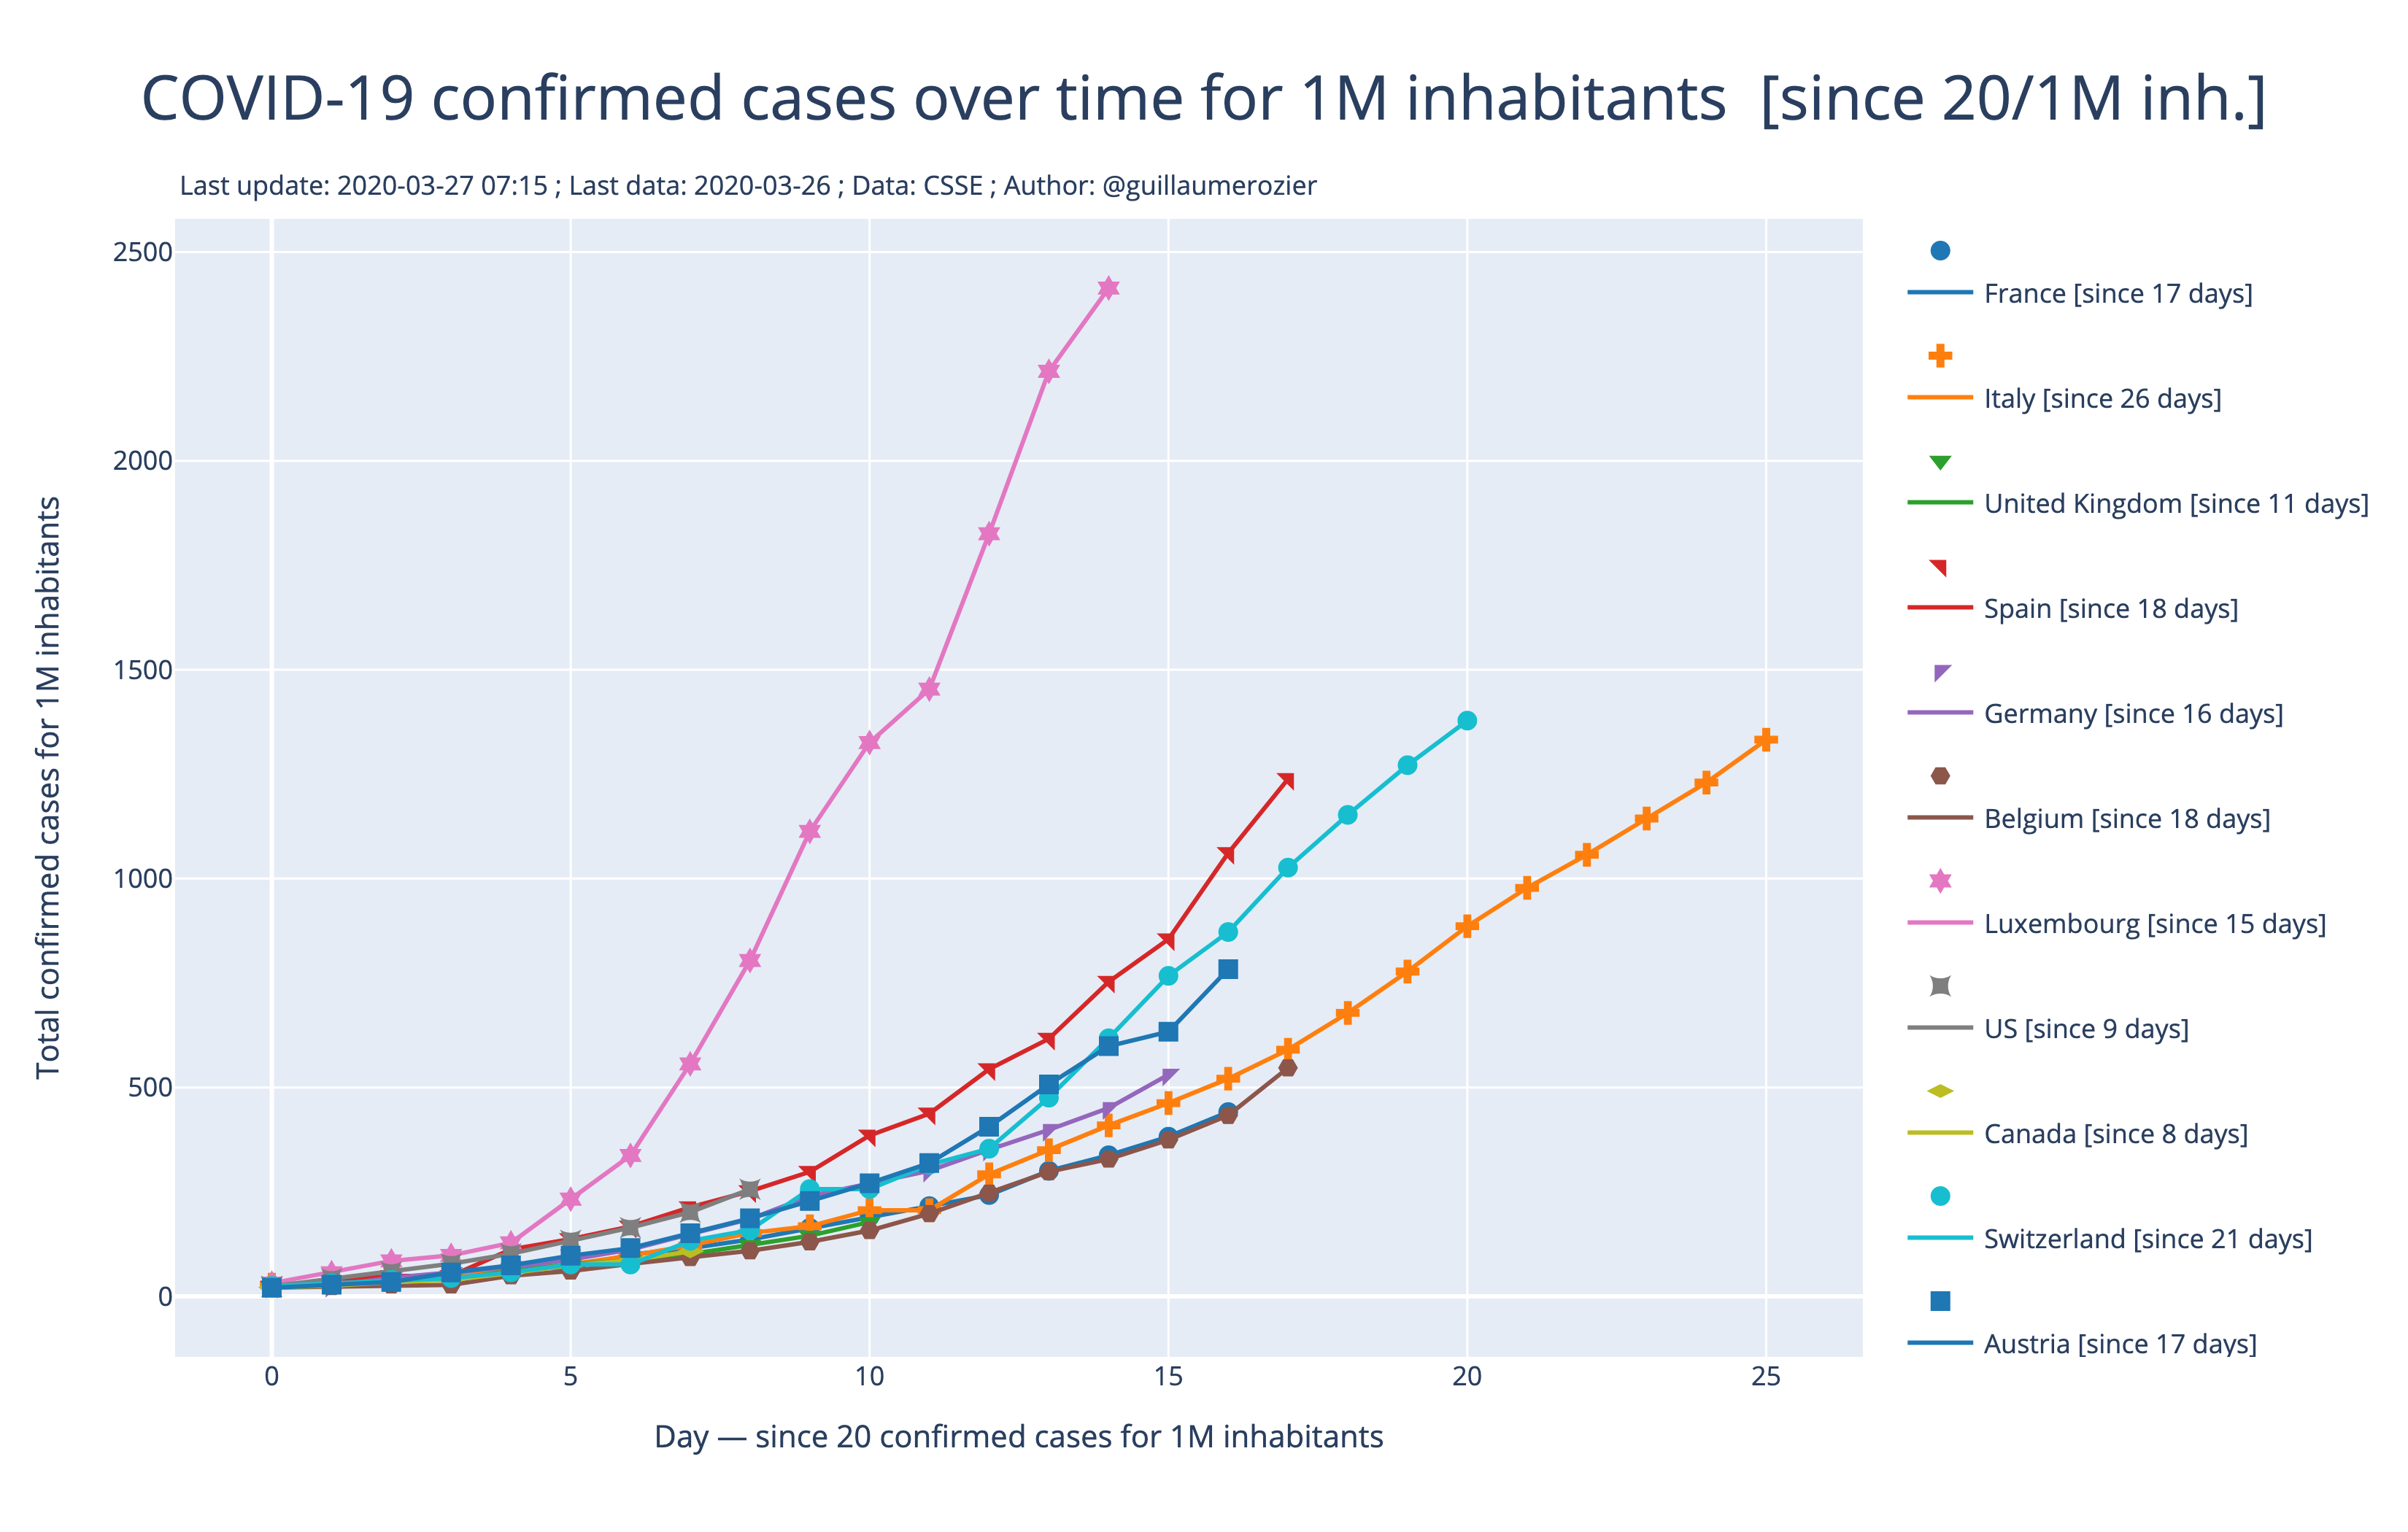 COVID-19 confirmed cases over time for 1M inhabitants [since 20/1M inh.]
Last update: 2020-03-27 07:15 ; Last data: 2020-03-26 ; Data: CSSE ; Author: @guillaumerozier
Total confirmed cases for 1M inhabitants
2500
2000
1500
1000
500
0
0
5
10
15
20
25
Day — since 20 confirmed cases for 1M inhabitants
France [since 17 days]
Italy [since 26 days]
United Kingdom [since 11 days]
Spain [since 18 days]
Germany [since 16 days]
Belgium [since 18 days]
Luxembourg [since 15 days]
US [since 9 days]
Canada [since 8 days]
Switzerland [since 21 days]
Austria [since 17 days]